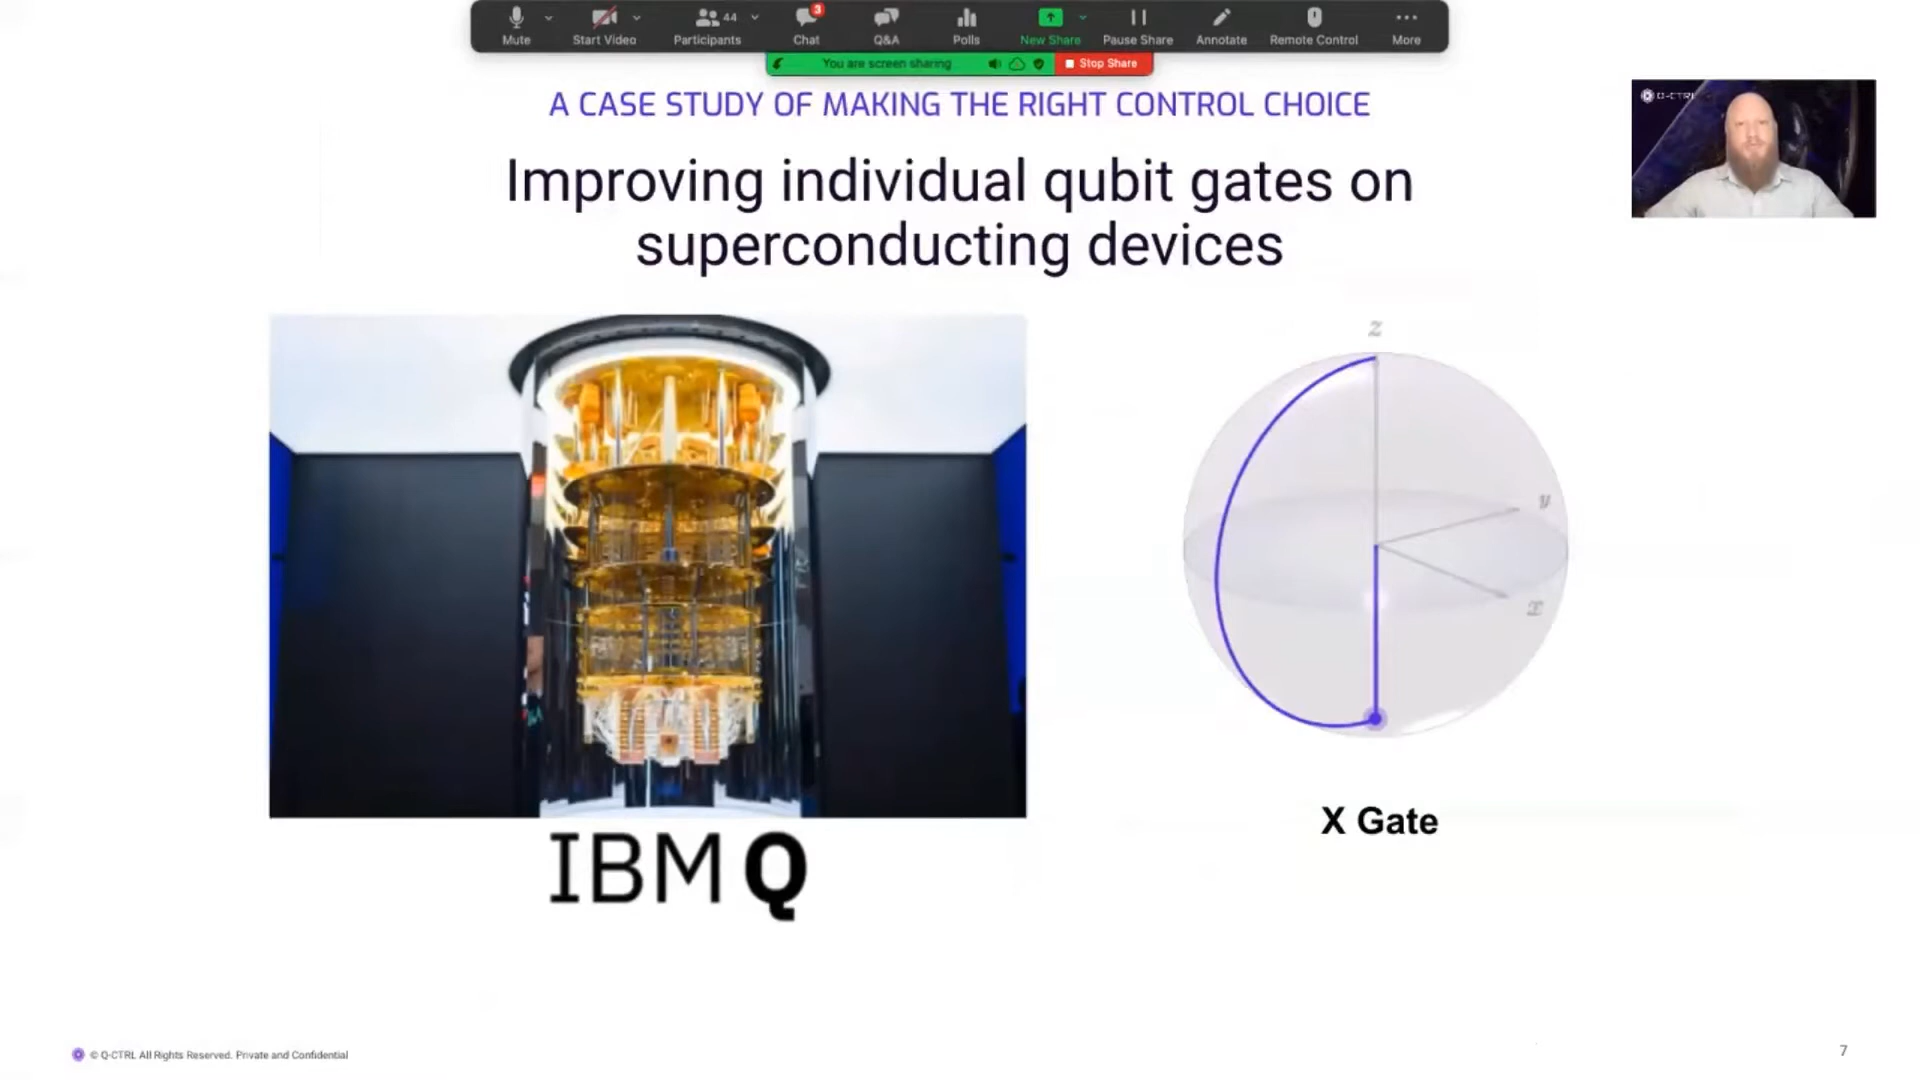 Mute
Start Video
44
Participants
3
Chat
Q&A
Polls
New Share
Pause Share
Annotate
Remote Control
More
You are screen sharing
Stop Share
A CASE STUDY OF MAKING THE RIGHT CONTROL CHOICE
Q-CTRL
Improving individual qubit gates on
superconducting devices
z
y
x
X Gate
IBM Q
© Q-CTRL All Rights Reserved. Private and Confidential
7